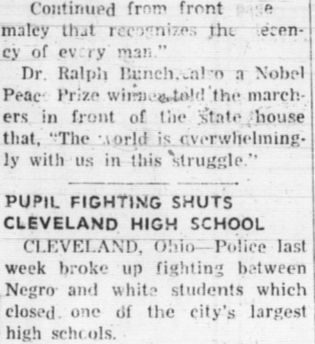 Continued from front page
maley that recognizes the decen-
cy of every man."
Dr. Ralph Bunch, also a Nobel
Peace Prize winner told the march-
ers in front of the state house
that, "The world is overwhelming-
ly with us in this struggle."
PUPIL FIGHTING SHUTS
CLEVELAND HIGH SCHOOL
CLEVELAND, Ohio—Police last
week broke up fighting between
Negro and white students which
closed one of the city's largest
high schools.